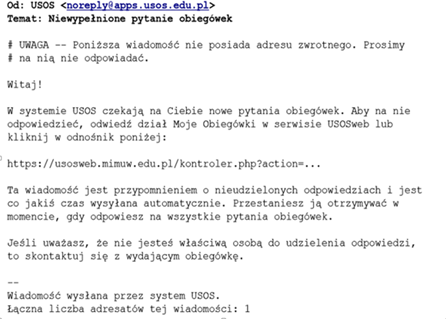 Od: USOS <noreply@apps.usos.edu.pl>
Temat: Niewypełnione pytanie obiegówek
# UWAGA -- Poniższa wiadomość nie posiada adresu zwrotnego. Prosimy
# na nią nie odpowiadać.
Witaj!
W systemie USOS czekają na Ciebie nowe pytania obiegówek. Aby na nie
odpowiedzieć, odwiedź dział Moje Obiegówki w serwisie USOSweb lub
kliknij w odnośnik poniżej:
https://usosweb.mimuw.edu.pl/kontroler.php?action=...
Ta wiadomość jest przypomnieniem o nieudzielonych odpowiedziach i jest
co jakiś czas wysyłana automatycznie. Przestaniesz ją otrzymywać w
momencie, gdy odpowiesz na wszystkie pytania obiegówek.
Jeśli uważasz, że nie jesteś właściwą osobą do udzielenia odpowiedzi,
to skontaktuj się z wydającym obiegówkę.
--
Wiadomość wysłana przez system USOS.
Łączna liczba adresatów tej wiadomości: 1